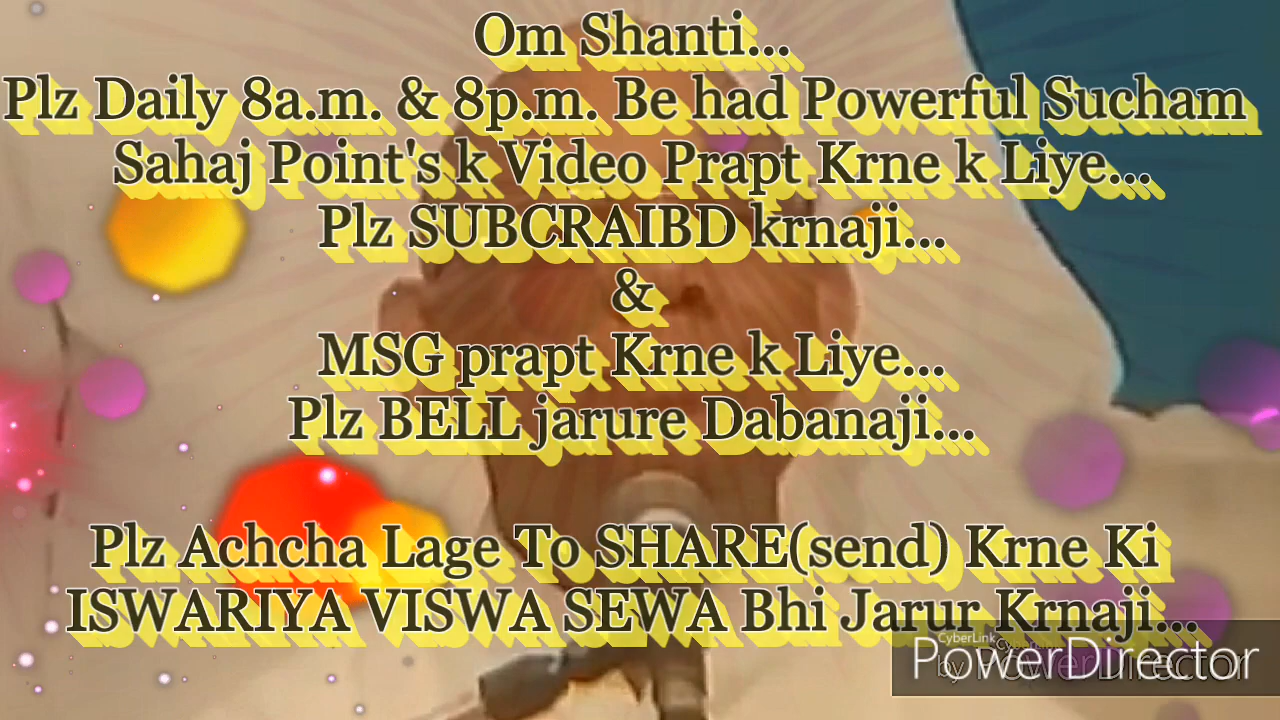 Om Shanti...
Plz Daily 8a.m. & 8p.m. Be had Powerful Sucham
Sahaj Point's k Video Prapt Krne k Liye...
Plz SUBCRAIBD krnaji...
&
MSG prapt Krne k Liye...
Plz BELL jarure Dabanaji...
Plz Achcha Lage To SHARE(send) Krne Ki
ISWARIYA VISWA SEWA Bhi Jarur Krnaji...
CyberLink
by PowerDirector